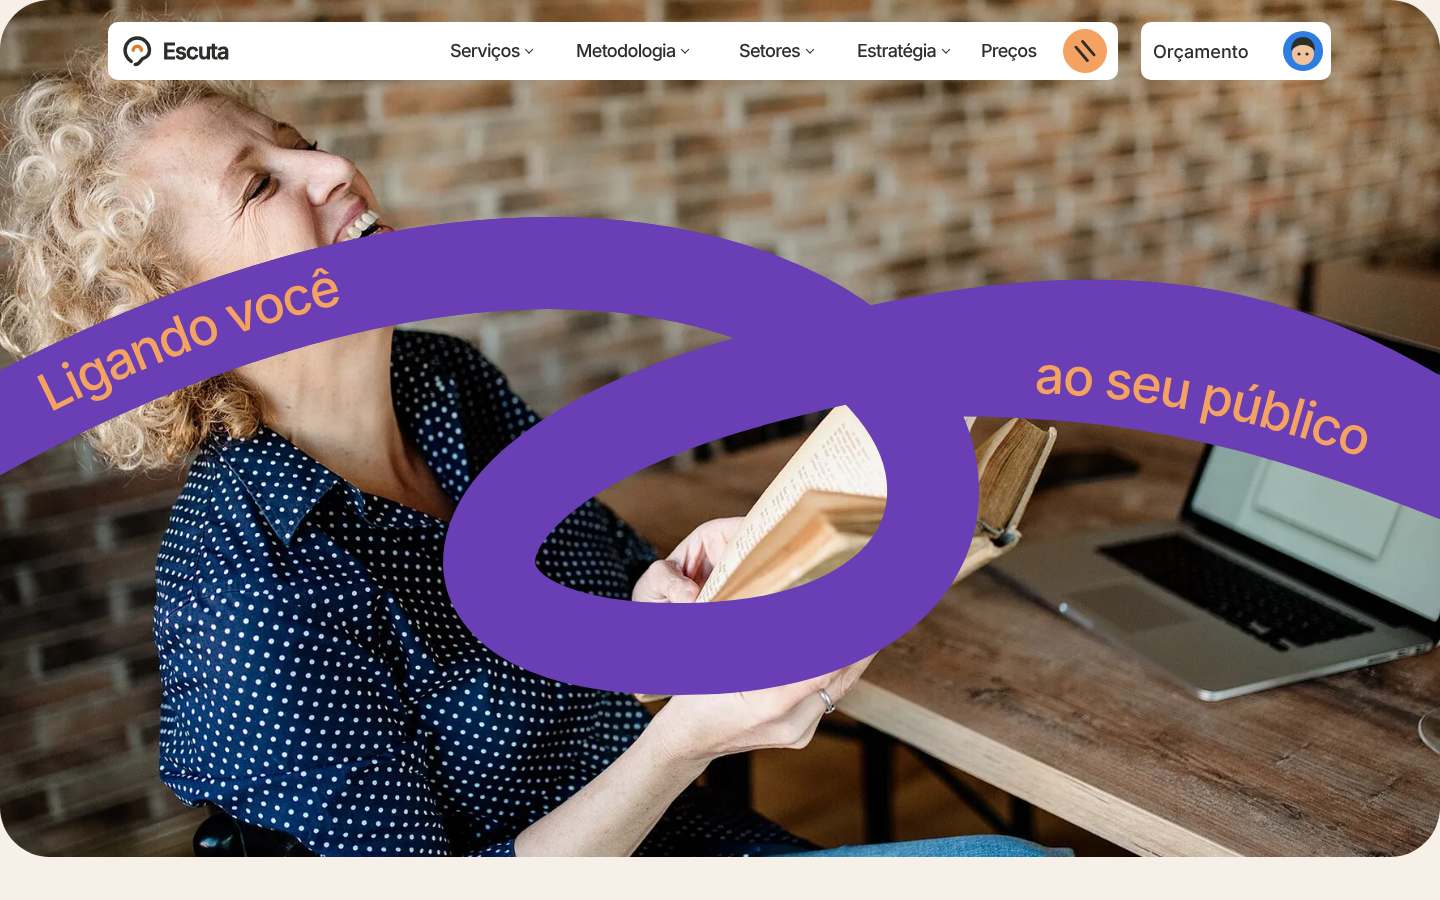 Escuta
Serviços
Metodologia
Setores
Estratégia
Preços
Orçamento
Ligando você
ao seu público